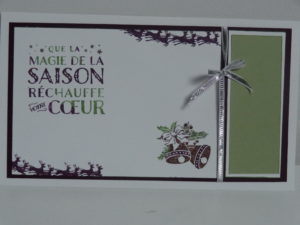 QUE LA
MAGIE DE LA
SAISON
RÉCHAUFFE
votre CŒUR